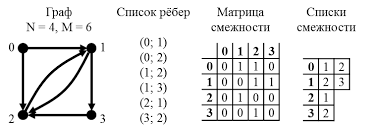 Граф
N = 4, M = 6
0
1
2
3
Список рёбер
(0; 1)
(0; 2)
(1; 2)
(1; 3)
(2; 1)
(3; 2)
Матрица
смежности
0 1 2 3
0 0 1 1 0
1 0 0 1 1
2 0 1 0 0
3 0 0 1 0
Списки
смежности
0 1 2
1 2 3
2 1
3 2